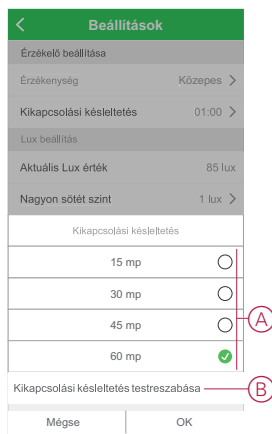 Beállítások
Érzékelő beállítása
Érzékenység Közepes
Kikapcsolási késleltetés 01:00
Lux beállítás
Aktuális Lux érték 85 lux
Nagyon sötét szint 1 lux
Kikapcsolási késleltetés
15 mp
30 mp
45 mp
A
60 mp
Kikapcsolási késleltetés testreszabása B
Mégse OK